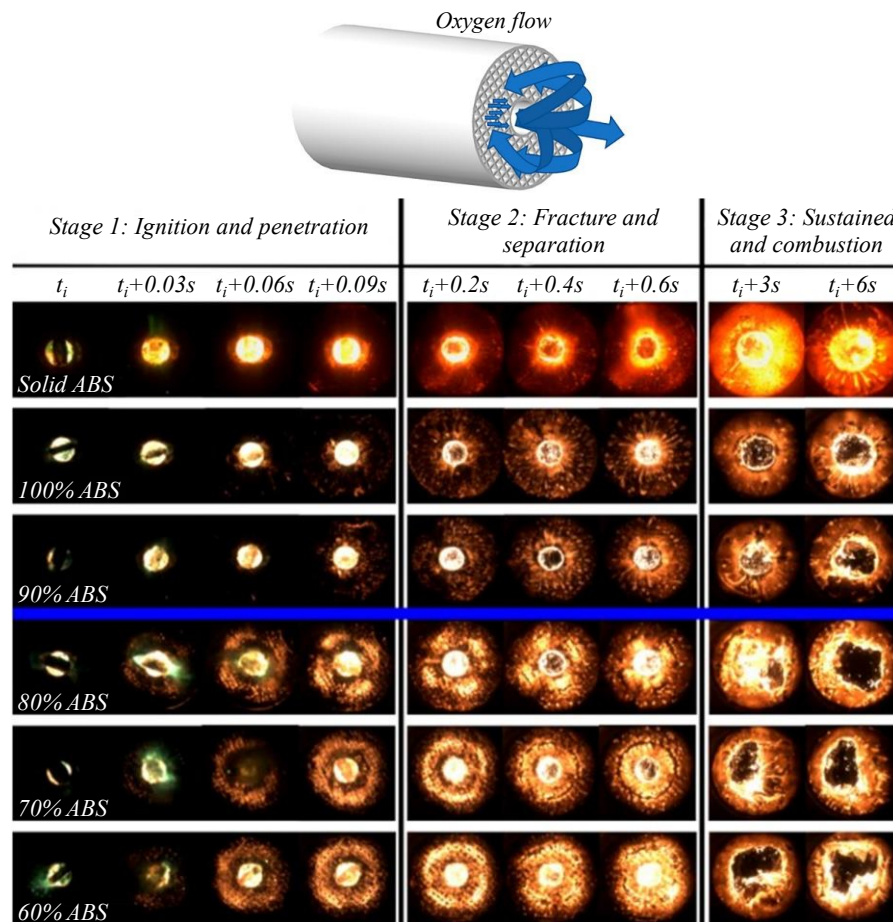 Oxygen flow
Stage 1: Ignition and penetration
Stage 2: Fracture and
separation
Stage 3: Sustained
and combustion
tᵢ
tᵢ+0.03s
tᵢ+0.06s
tᵢ+0.09s
tᵢ+0.2s
tᵢ+0.4s
tᵢ+0.6s
tᵢ+3s
tᵢ+6s
Solid ABS
100% ABS
90% ABS
80% ABS
70% ABS
60% ABS